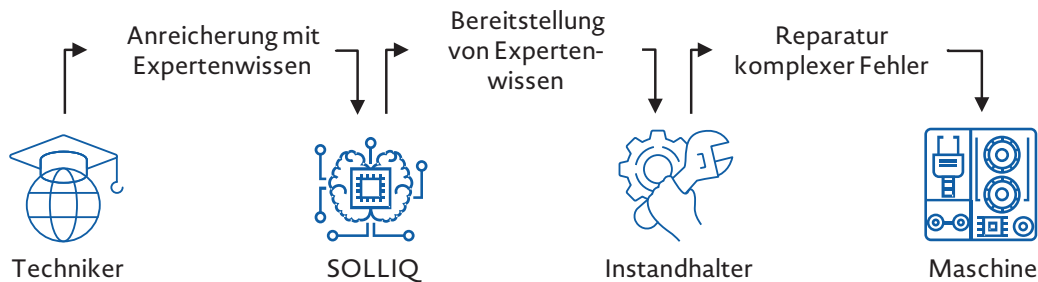 Anreicherung mit
Expertenwissen
Bereitstellung
von Experten-
wissen
Reparatur
komplexer Fehler
Techniker
SOLLIQ
Instandhalter
Maschine